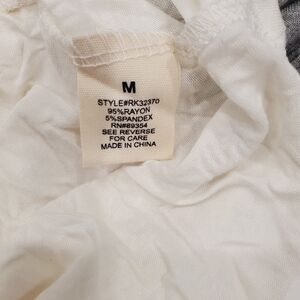 M
STYLE#RK32370
95%RAYON
5%SPANDEX
RN#89354
SEE REVERSE
FOR CARE
MADE IN CHINA